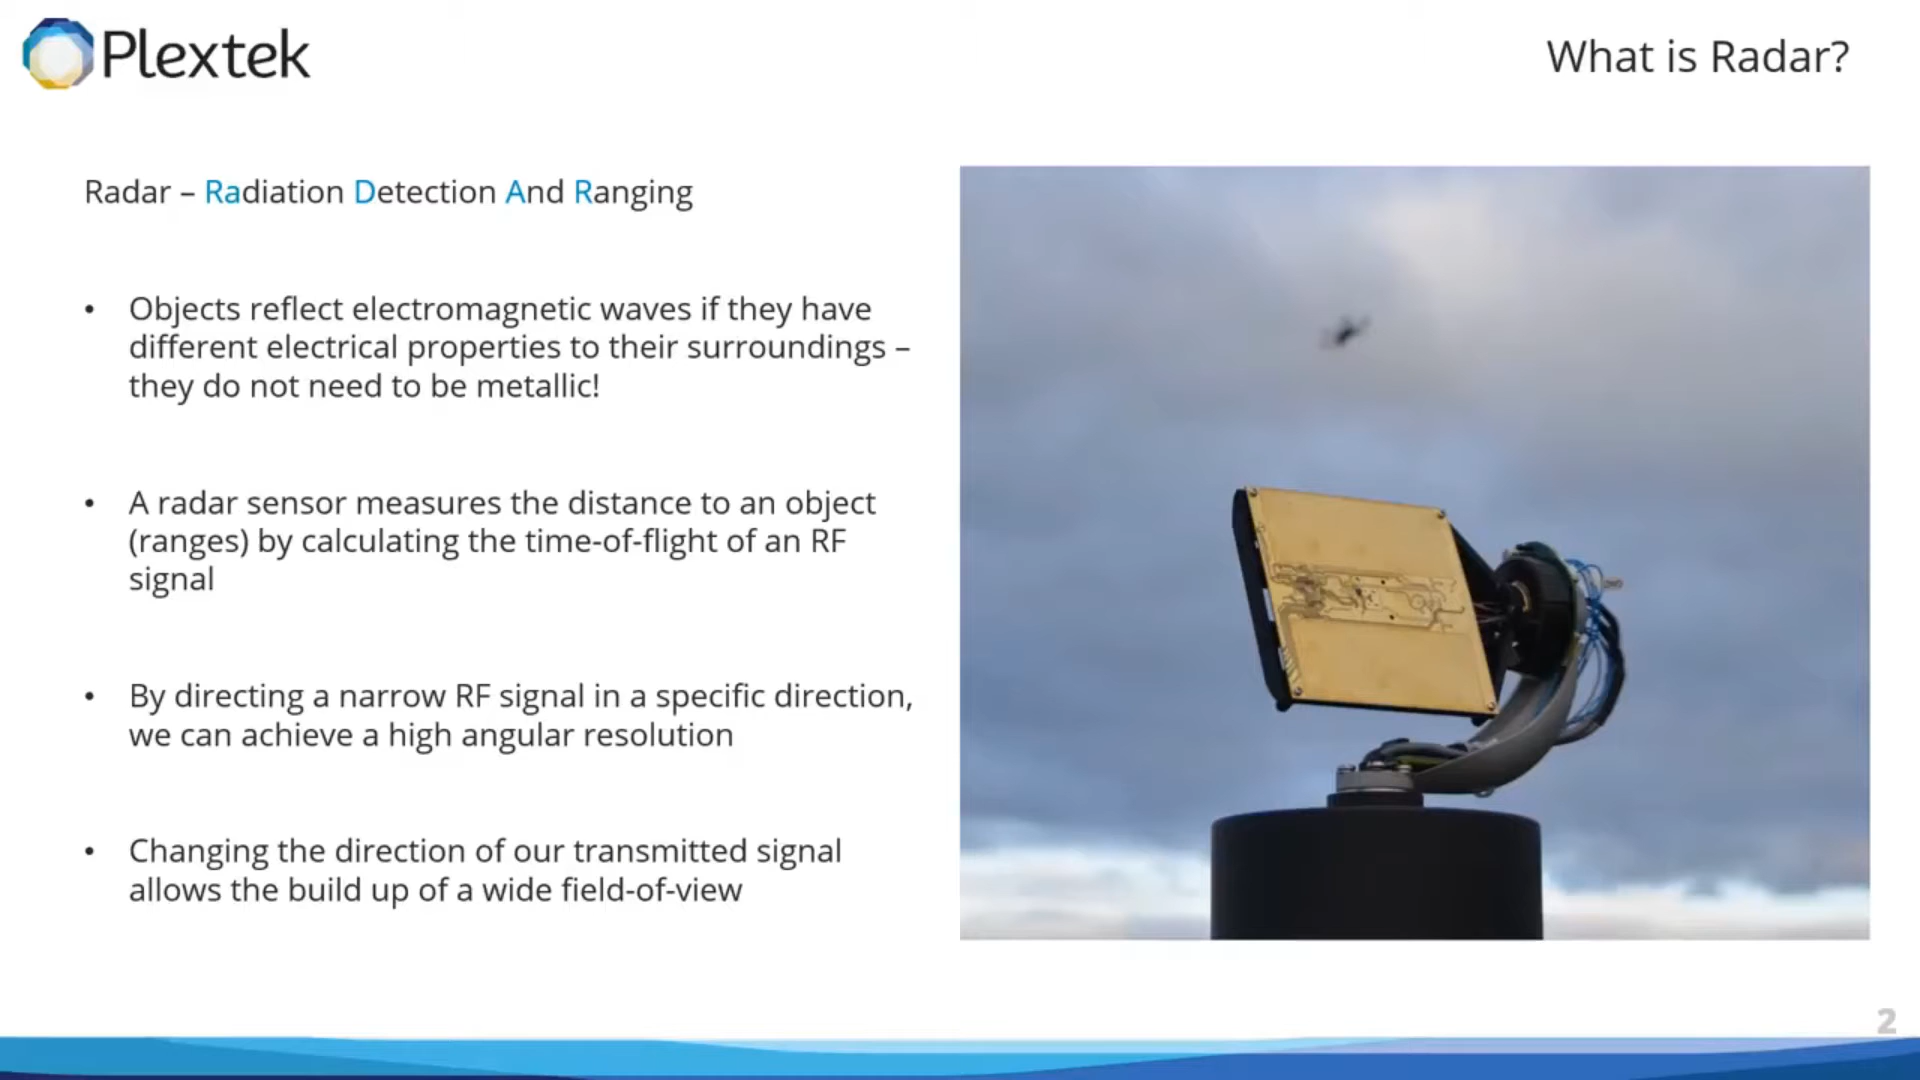 Plextek
What is Radar?
Radar – Radiation Detection And Ranging
• Objects reflect electromagnetic waves if they have
different electrical properties to their surroundings –
they do not need to be metallic!
• A radar sensor measures the distance to an object
(ranges) by calculating the time-of-flight of an RF
signal
• By directing a narrow RF signal in a specific direction,
we can achieve a high angular resolution
• Changing the direction of our transmitted signal
allows the build up of a wide field-of-view
2